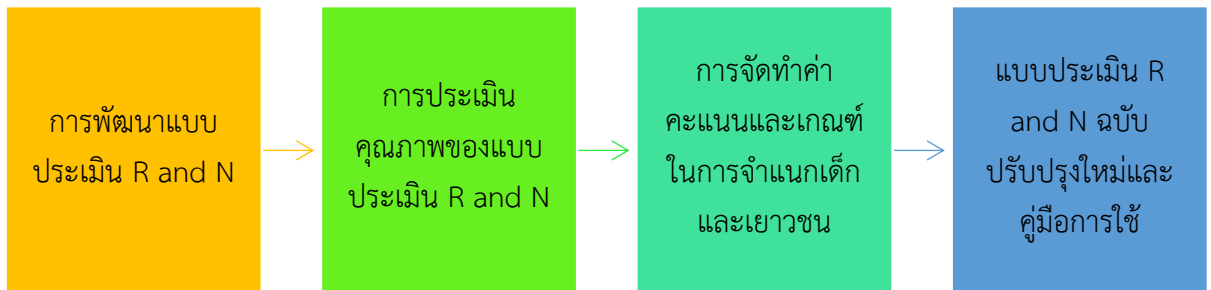 การพัฒนาแบบ
ประเมิน R and N
การประเมิน
คุณภาพของแบบ
ประเมิน R and N
การจัดทำค่า
คะแนนและเกณฑ์
ในการจำแนกเด็ก
และเยาวชน
แบบประเมิน R
and N ฉบับ
ปรับปรุงใหม่และ
คู่มือการใช้